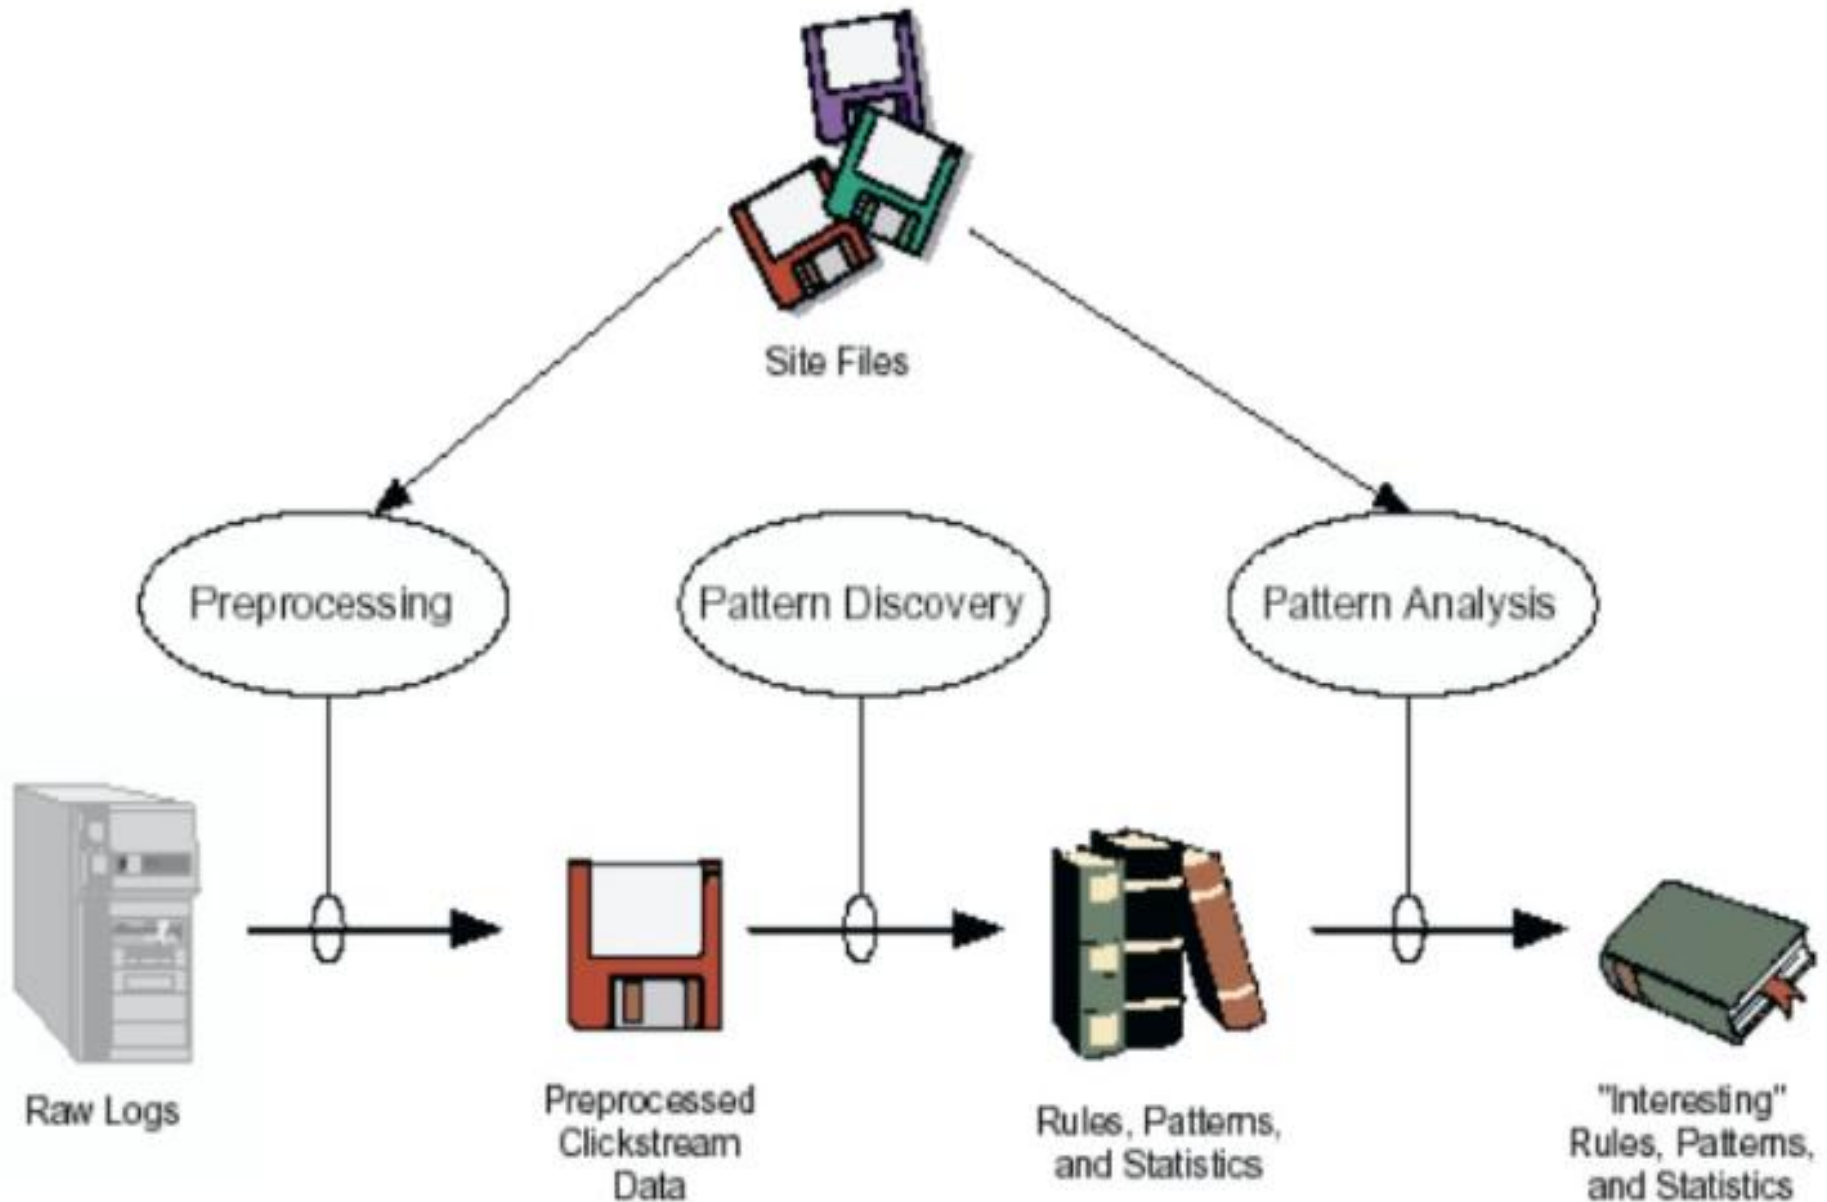 Site Files
Preprocessing
Pattern Discovery
Pattern Analysis
Raw Logs
Preprocessed
Clickstream
Data
Rules, Patterns,
and Statistics
"Interesting"
Rules, Patterns,
and Statistics